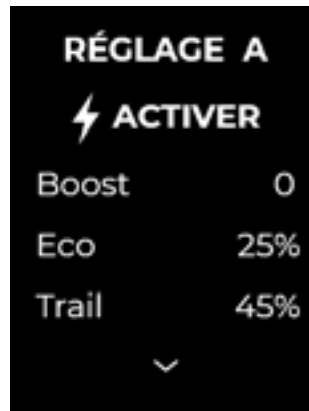 RÉGLAGE A
ACTIVER
Boost 0
Eco 25%
Trail 45%